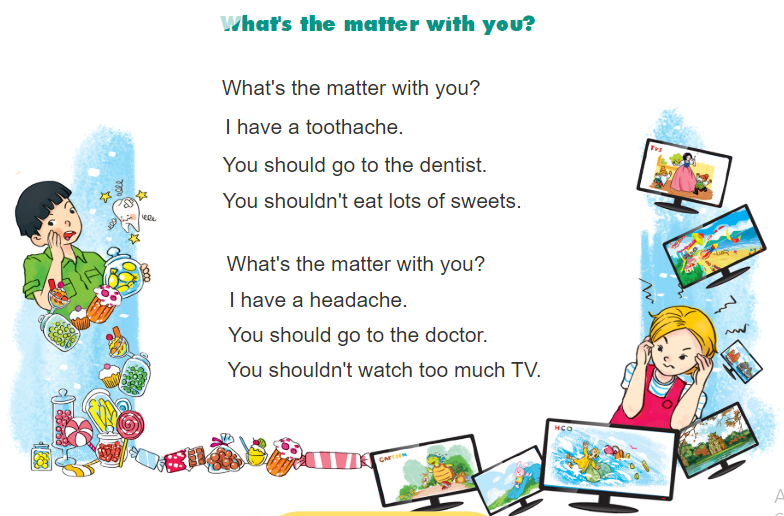 What's the matter with you?
What's the matter with you?
I have a toothache.
You should go to the dentist.
You shouldn't eat lots of sweets.
What's the matter with you?
I have a headache.
You should go to the doctor.
You shouldn't watch too much TV.
TV5
CARTOON
HCO